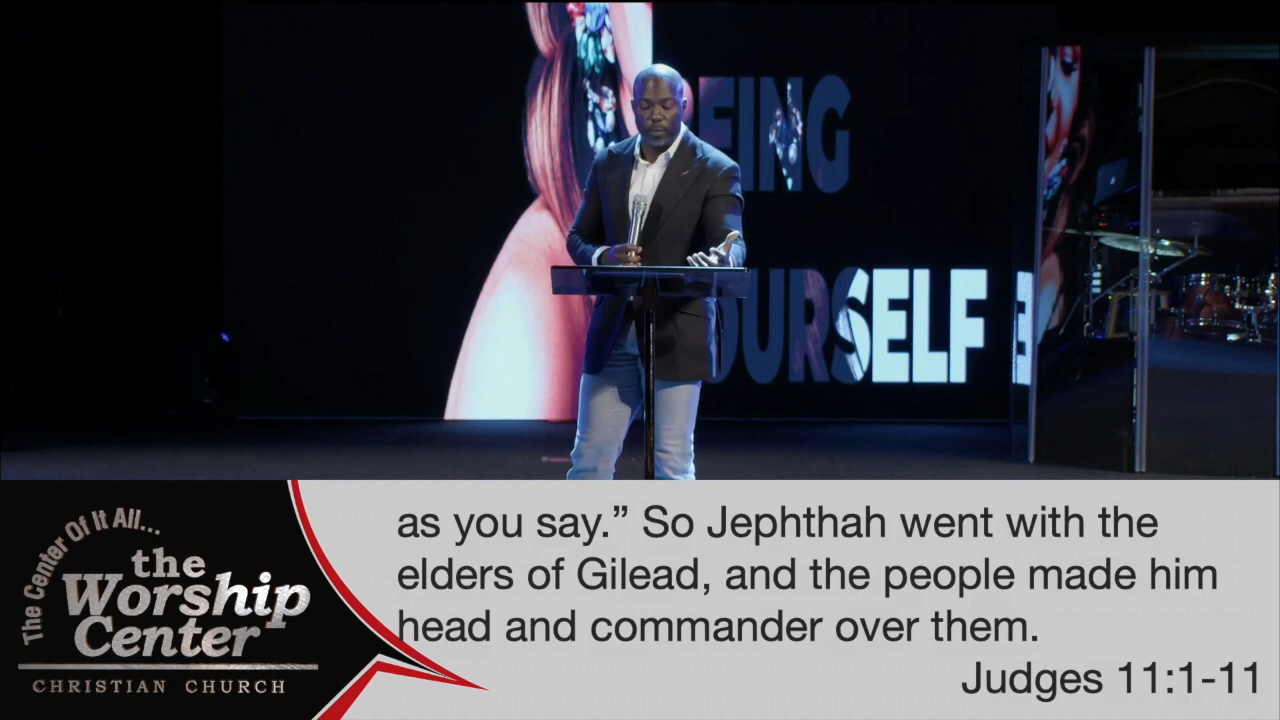 EING
OURSELF
as you say.” So Jephthah went with the
elders of Gilead, and the people made him
head and commander over them.
Judges 11:1-11
The Center Of It All...
the
Worship
Center
CHRISTIAN CHURCH